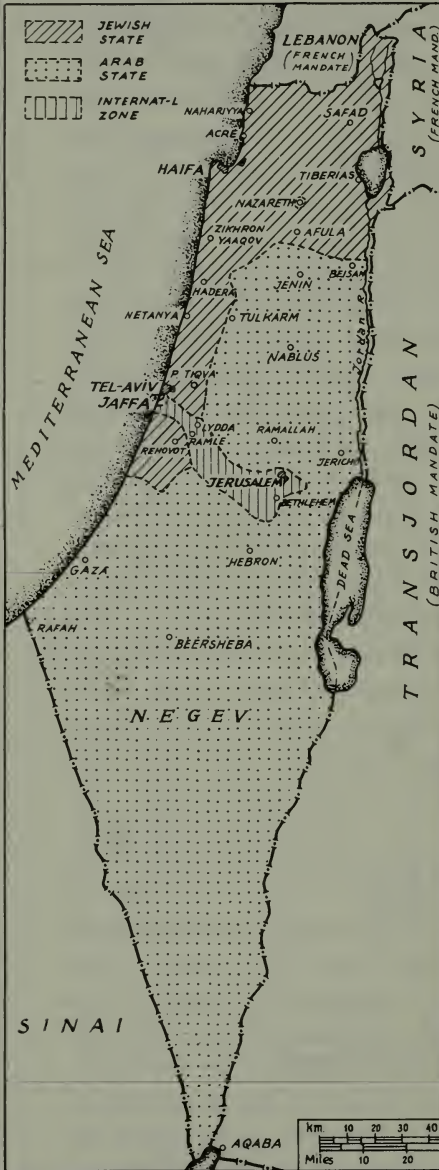 JEWISH
STATE
ARAB
STATE
INTERNAT-L
ZONE
LEBANON
(FRENCH
MANDATE)
SYRIA
(FRENCH MAND.)
NAHARIYYA
SAFAD
ACRE
HAIFA
TIBERIAS
NAZARETH
ZIKHRON
YAAQOV
AFULA
BEISAN
HADERA
JENIN
NETANYA
TULKARM
Jordan R.
NABLUS
MEDITERRANEAN SEA
P. TIQVA
TEL-AVIV
JAFFA
LYDDA
RAMLE
RAMALLAH
REHOVOT
JERICH
JERUSALEM
BETHLEHEM
TRANSJORDAN
(BRITISH MANDATE)
HEBRON
DEAD SEA
GAZA
RAFAH
BEERSHEBA
NEGEV
SINAI
AQABA
km. 10 20 30 40
Miles 10 20